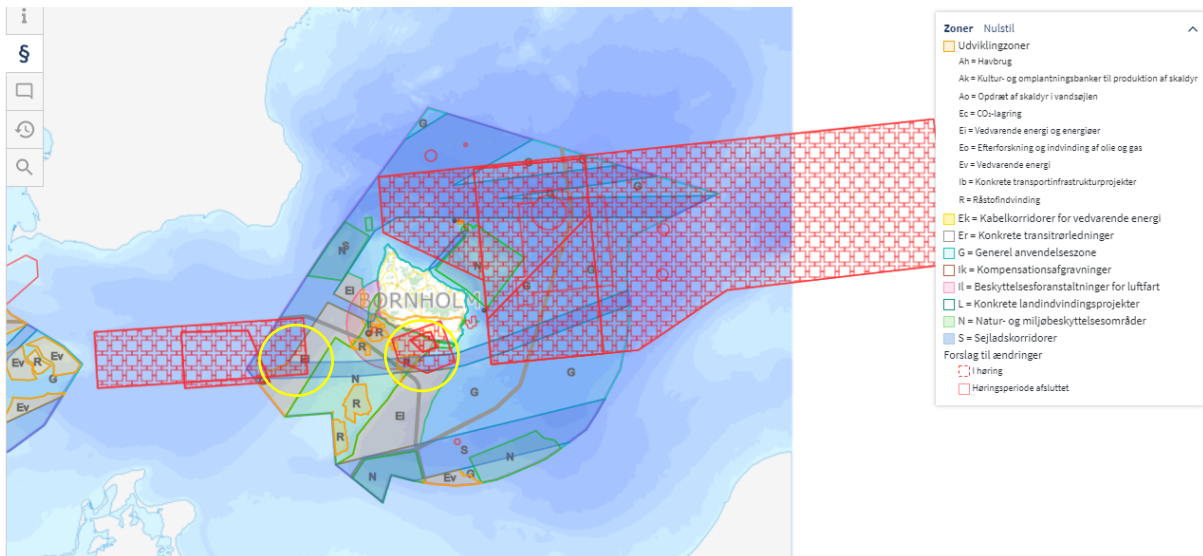 i
§
Zoner Nulstil
Udviklingzoner
Ah = Havbrug
Ak = Kultur- og omplantningsbanker til produktion af skaldyr
Ao = Opdræt af skaldyr i vandsøjlen
Ec = CO₂-lagring
Ei = Vedvarende energi og energiøer
Eo = Efterforskning og indvinding af olie og gas
Ev = Vedvarende energi
Ib = Konkrete transportinfrastrukturprojekter
R = Råstofindvinding
Ek = Kabelkorridorer for vedvarende energi
Er = Konkrete transitrørledninger
G = Generel anvendelseszone
Ik = Kompensationsafgravninger
Il = Beskyttelsesforanstaltninger for luftfart
L = Konkrete landindvindingsprojekter
N = Natur- og miljøbeskyttelsesområder
S = Sejladskorridorer
Forslag til ændringer
I høring
Høringsperiode afsluttet
G
G
G
S
N
N
G
Ei
G
BORNHOLM
R
Ei
R
Ev
R
Ev
G
Ev
N
G
R
Ei
G
R
S
N
N
Ev
G